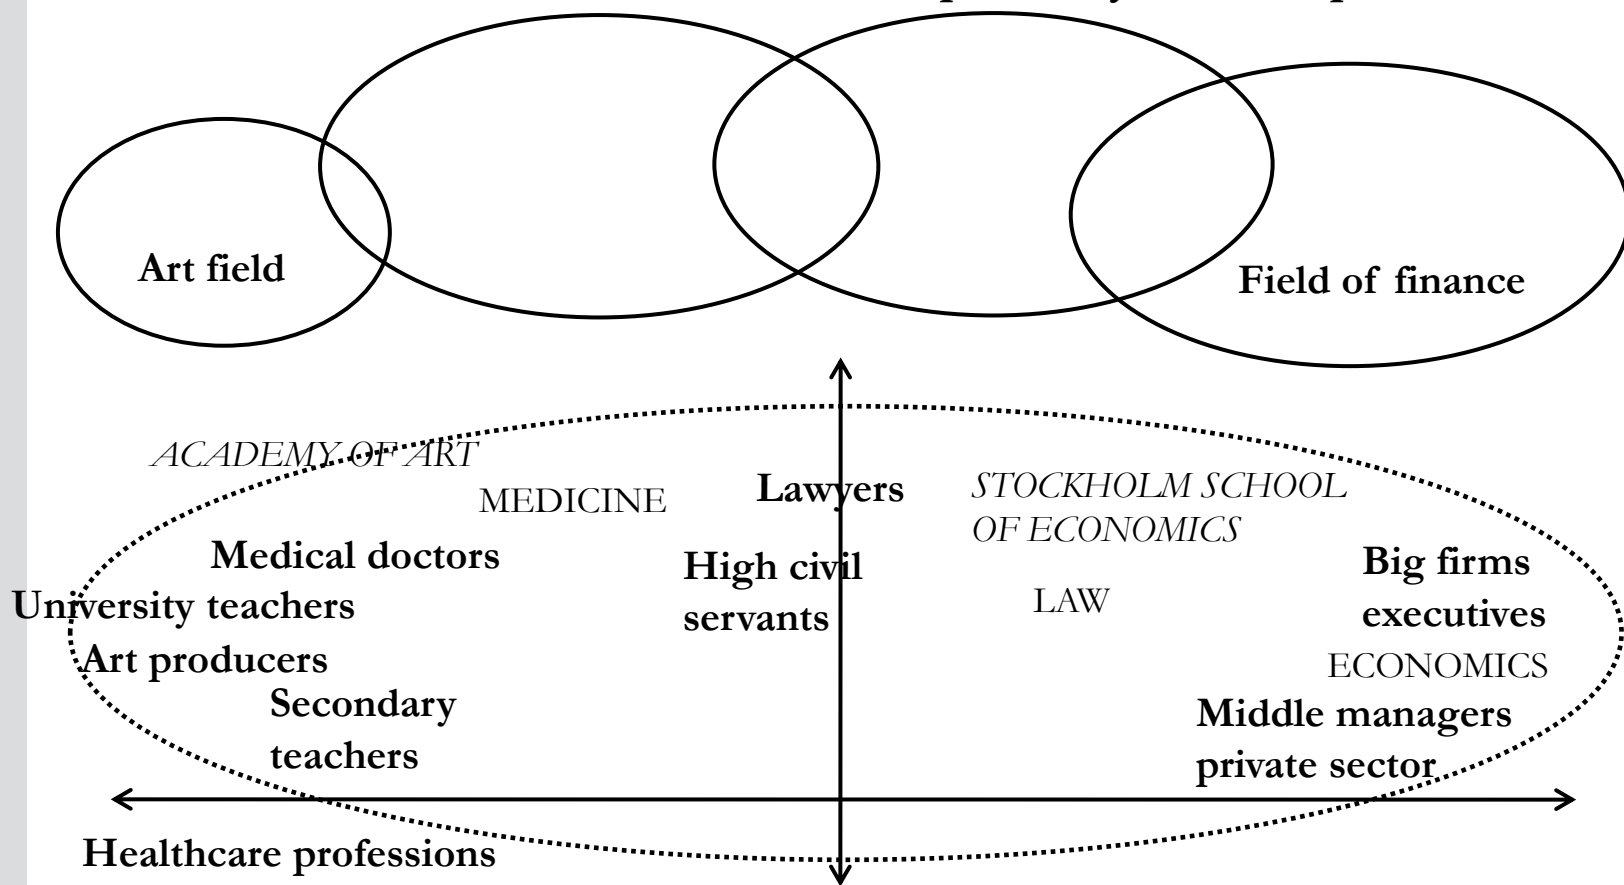 Art field
Field of finance
ACADEMY OF ART
MEDICINE
Lawyers
STOCKHOLM SCHOOL
OF ECONOMICS
Medical doctors
High civil
servants
Big firms
executives
University teachers
LAW
Art producers
ECONOMICS
Secondary
teachers
Middle managers
private sector
Healthcare professions